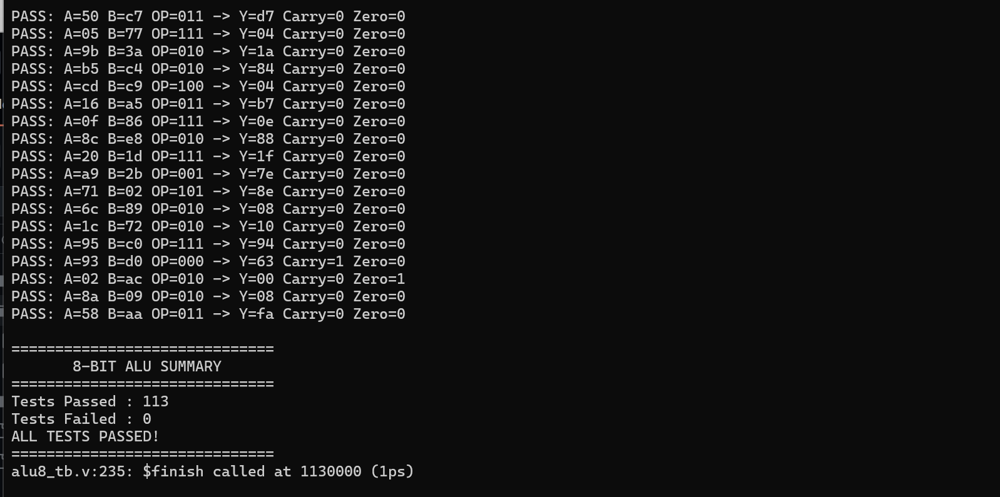 PASS: A=50 B=c7 OP=011 -> Y=d7 Carry=0 Zero=0
PASS: A=05 B=77 OP=111 -> Y=04 Carry=0 Zero=0
PASS: A=9b B=3a OP=010 -> Y=1a Carry=0 Zero=0
PASS: A=b5 B=c4 OP=010 -> Y=84 Carry=0 Zero=0
PASS: A=cd B=c9 OP=100 -> Y=04 Carry=0 Zero=0
PASS: A=16 B=a5 OP=011 -> Y=b7 Carry=0 Zero=0
PASS: A=0f B=86 OP=111 -> Y=0e Carry=0 Zero=0
PASS: A=8c B=e8 OP=010 -> Y=88 Carry=0 Zero=0
PASS: A=20 B=1d OP=111 -> Y=1f Carry=0 Zero=0
PASS: A=a9 B=2b OP=001 -> Y=7e Carry=0 Zero=0
PASS: A=71 B=02 OP=101 -> Y=8e Carry=0 Zero=0
PASS: A=6c B=89 OP=010 -> Y=08 Carry=0 Zero=0
PASS: A=1c B=72 OP=010 -> Y=10 Carry=0 Zero=0
PASS: A=95 B=c0 OP=111 -> Y=94 Carry=0 Zero=0
PASS: A=93 B=d0 OP=000 -> Y=63 Carry=1 Zero=0
PASS: A=02 B=ac OP=010 -> Y=00 Carry=0 Zero=1
PASS: A=8a B=09 OP=010 -> Y=08 Carry=0 Zero=0
PASS: A=58 B=aa OP=011 -> Y=fa Carry=0 Zero=0
==============================
8-BIT ALU SUMMARY
==============================
Tests Passed : 113
Tests Failed : 0
ALL TESTS PASSED!
==============================
alu8_tb.v:235: $finish called at 1130000 (1ps)